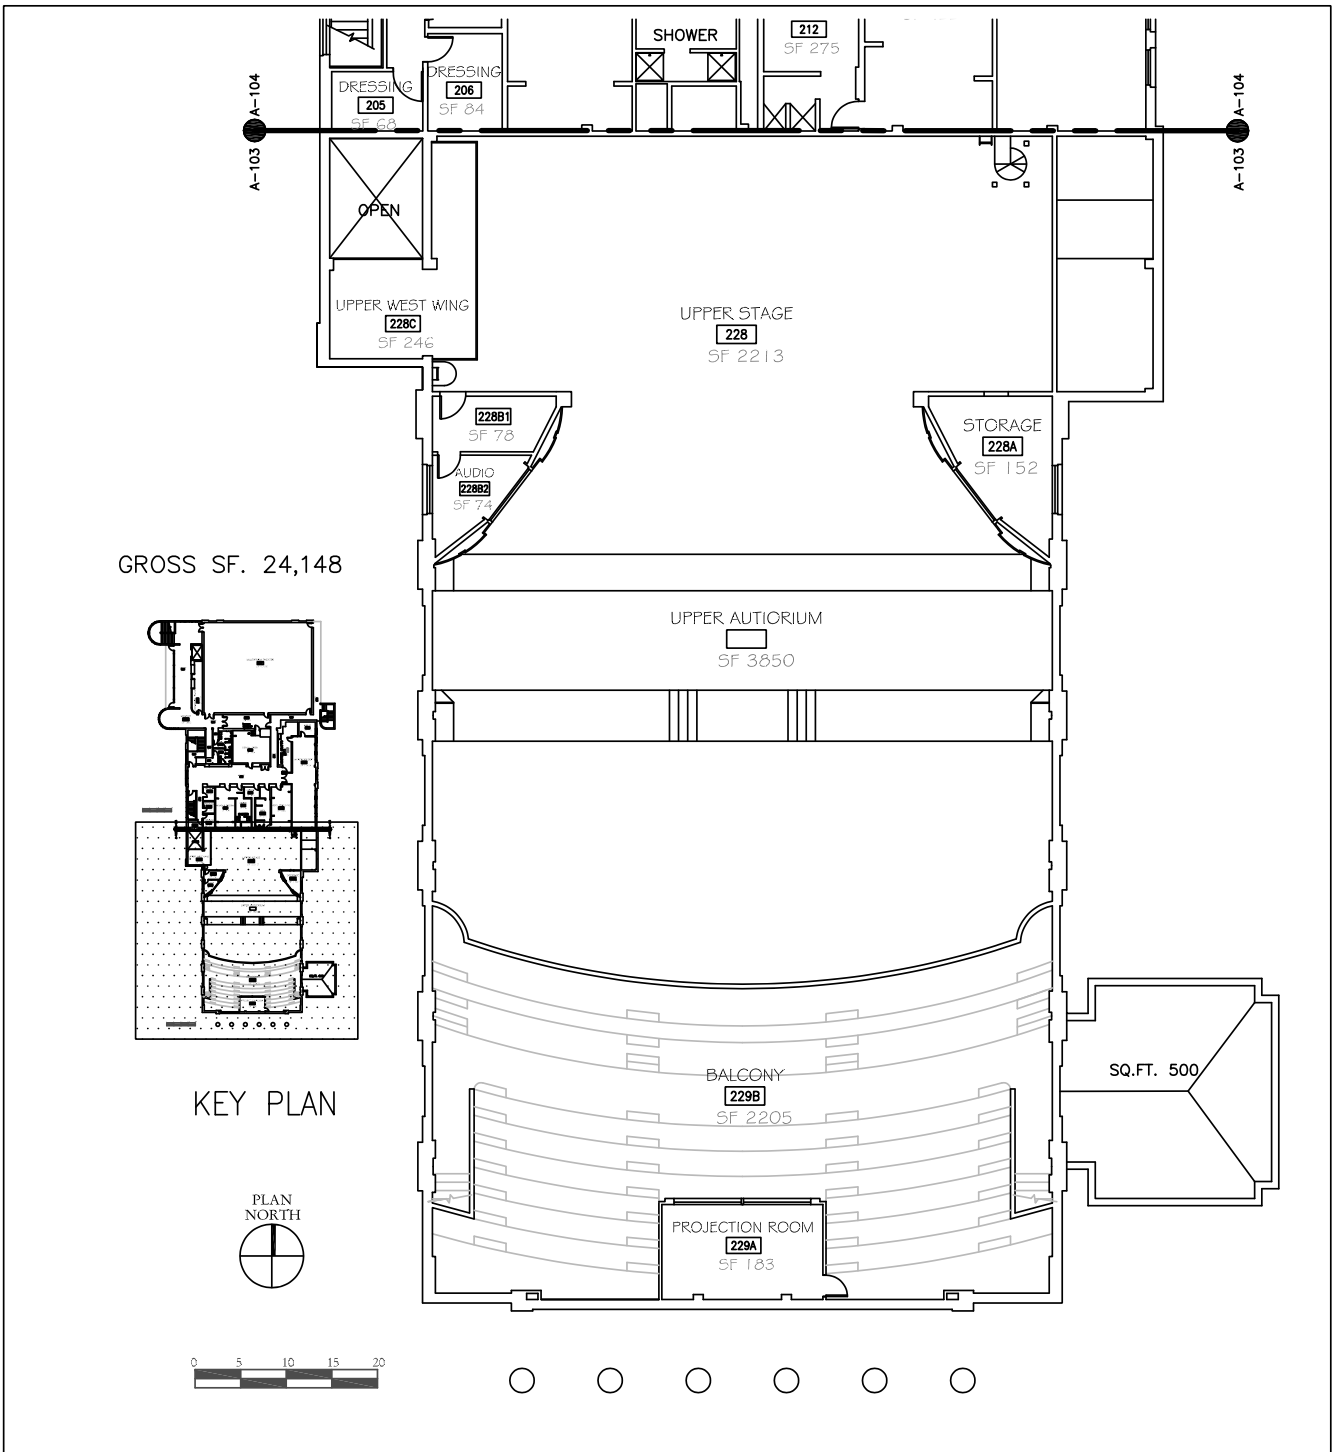 212
SF 275
SHOWER
DRESSING
206
SF 84
DRESSING
205
SF 68
A-104
A-103
A-104
A-103
OPEN
UPPER WEST WING
228C
SF 246
UPPER STAGE
228
SF 2213
228B1
SF 78
AUDIO
228B2
SF 74
STORAGE
228A
SF 152
GROSS SF. 24,148
UPPER AUTIORIUM
SF 3850
KEY PLAN
BALCONY
229B
SF 2205
SQ.FT. 500
PLAN
NORTH
PROJECTION ROOM
229A
SF 183
0 5 10 15 20